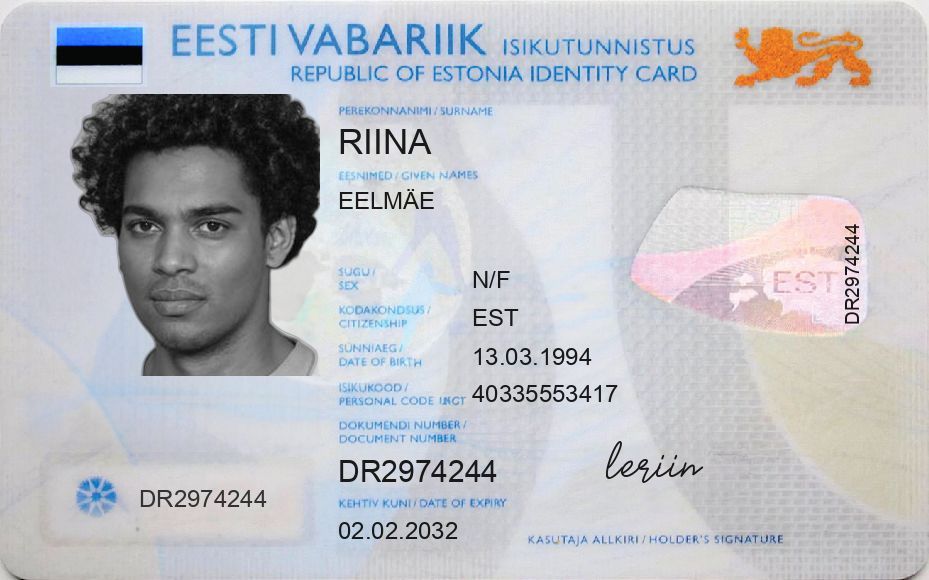 EESTI VABARIIK ISIKUTUNNISTUS
REPUBLIC OF ESTONIA IDENTITY CARD
PEREKONNANIMI / SURNAME
RIINA
EESNIMED / GIVEN NAMES
EELMÄE
SUGU /
SEX
N/F
KODAKONDSUS /
CITIZENSHIP
EST
SÜNNIAEG /
DATE OF BIRTH
13.03.1994
ISIKUKOOD /
PERSONAL CODE
40335553417
DOKUMENDI NUMBER /
DOCUMENT NUMBER
DR2974244
KEHTIV KUNI / DATE OF EXPIRY
02.02.2032
DR2974244
EST
DR2974244
leriin
KASUTAJA ALLKIRI / HOLDER'S SIGNATURE